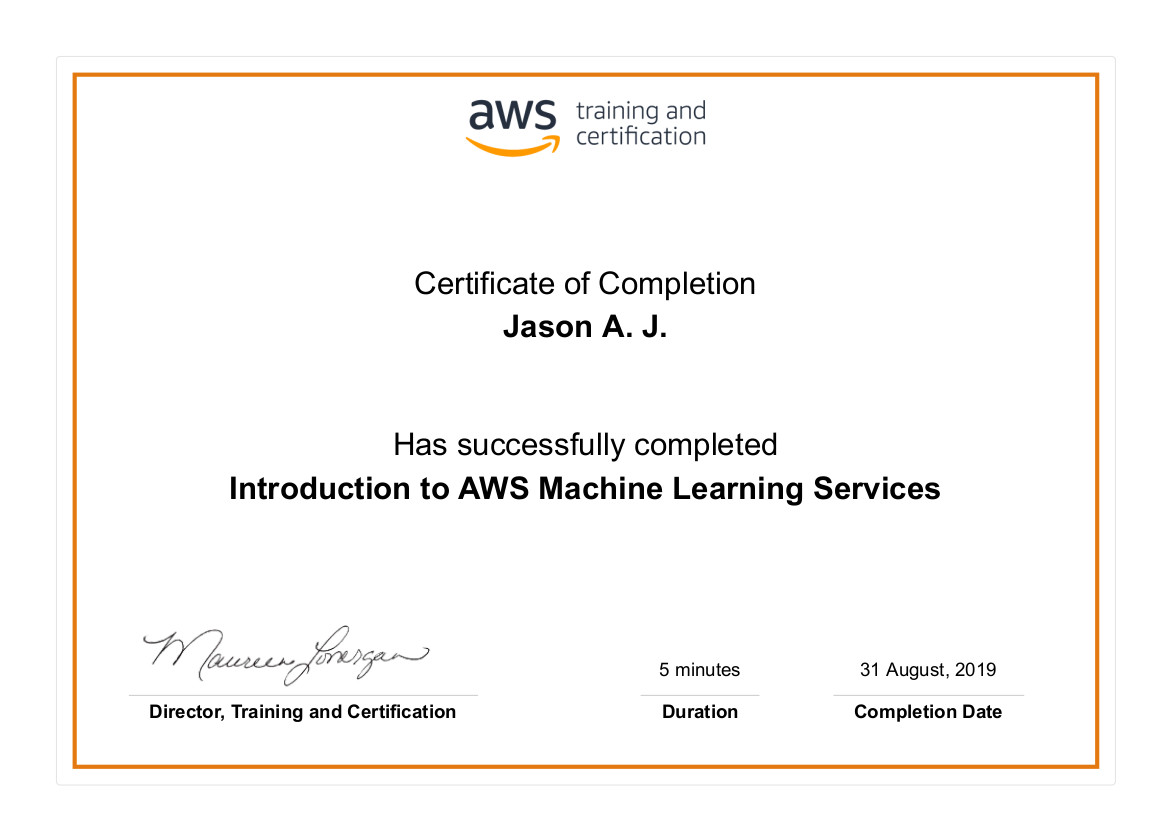 aws training and
certification
Certificate of Completion
Jason A. J.
Has successfully completed
Introduction to AWS Machine Learning Services
Maureen Lonergan
5 minutes
31 August, 2019
Director, Training and Certification
Duration
Completion Date